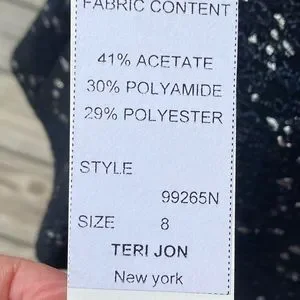 FABRIC CONTENT
41% ACETATE
30% POLYAMIDE
29% POLYESTER
STYLE
99265N
SIZE 8
TERI JON
New york